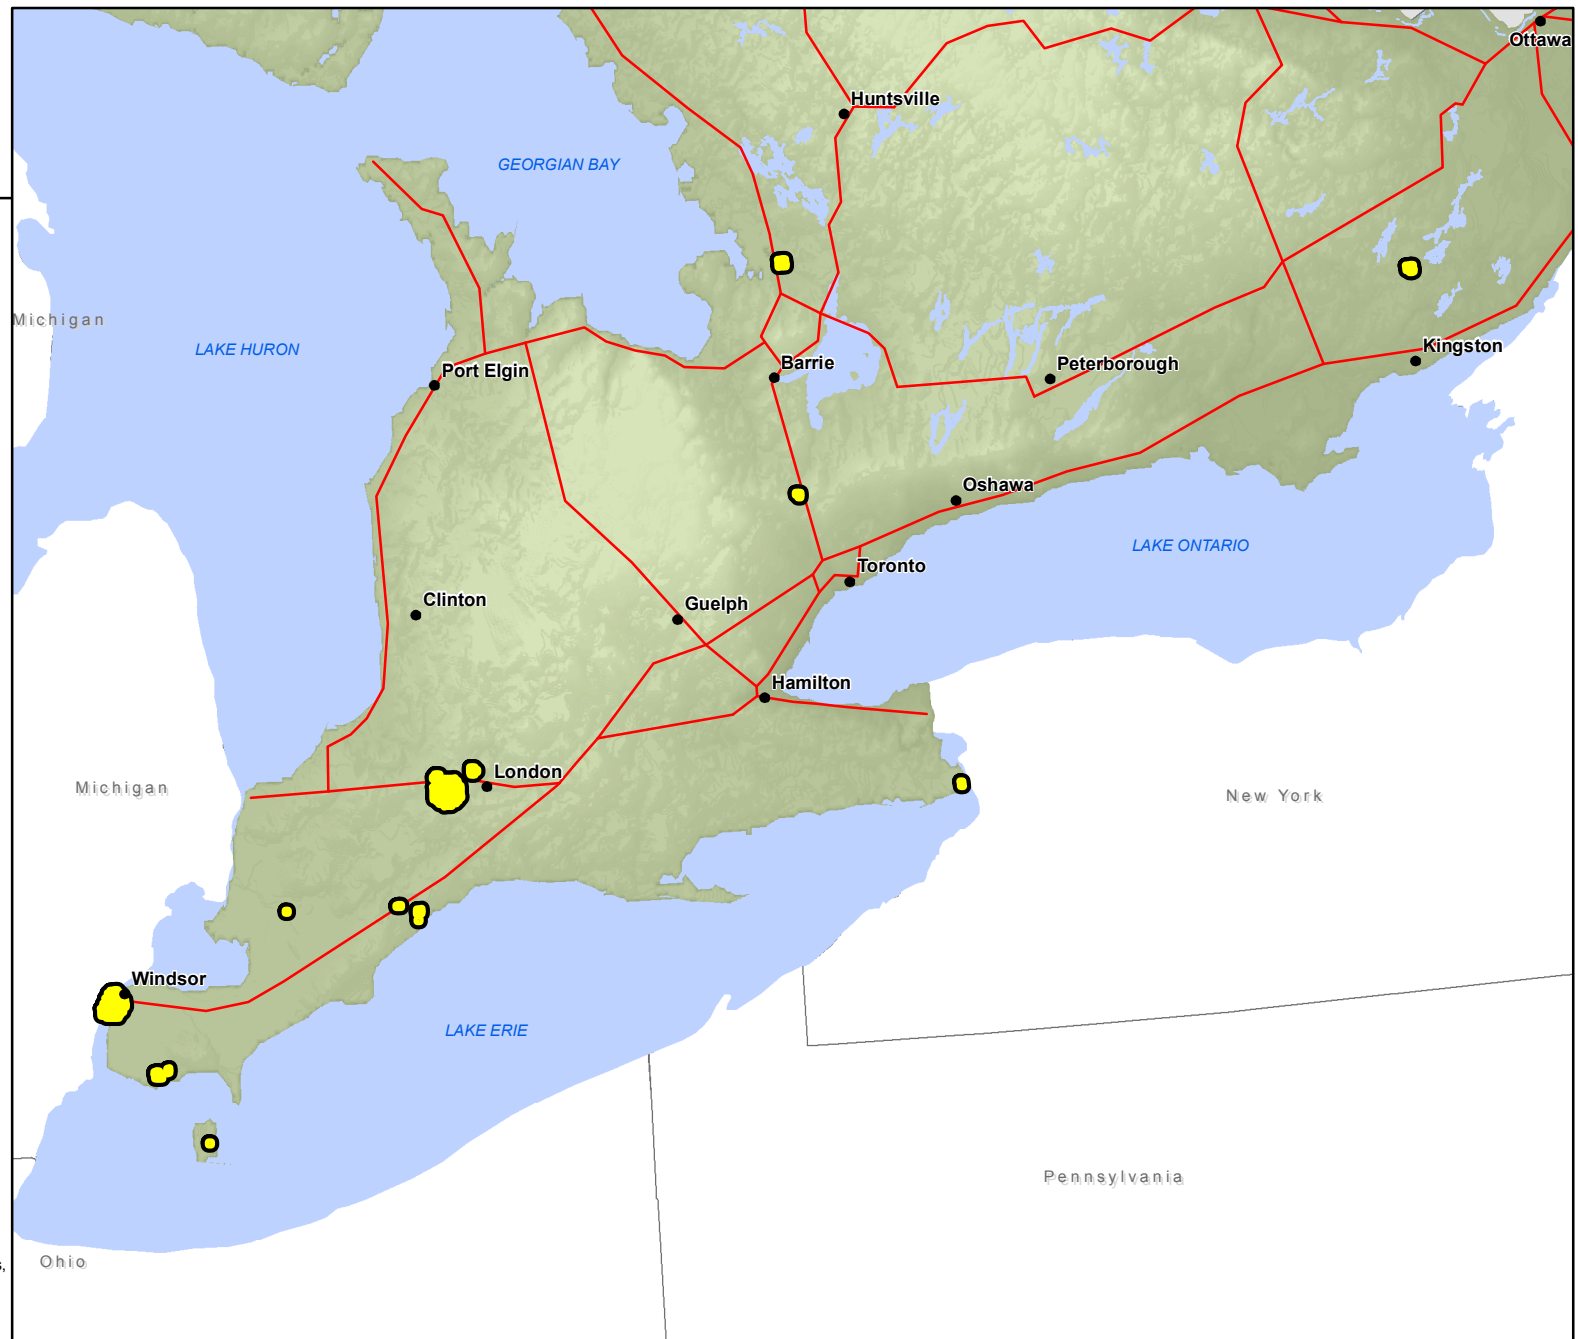 Ottawa
Huntsville
GEORGIAN BAY
Michigan
LAKE HURON
Kingston
Barrie
Peterborough
Port Elgin
Oshawa
LAKE ONTARIO
Toronto
Clinton
Guelph
Hamilton
London
Michigan
New York
Windsor
LAKE ERIE
Pennsylvania
Ohio